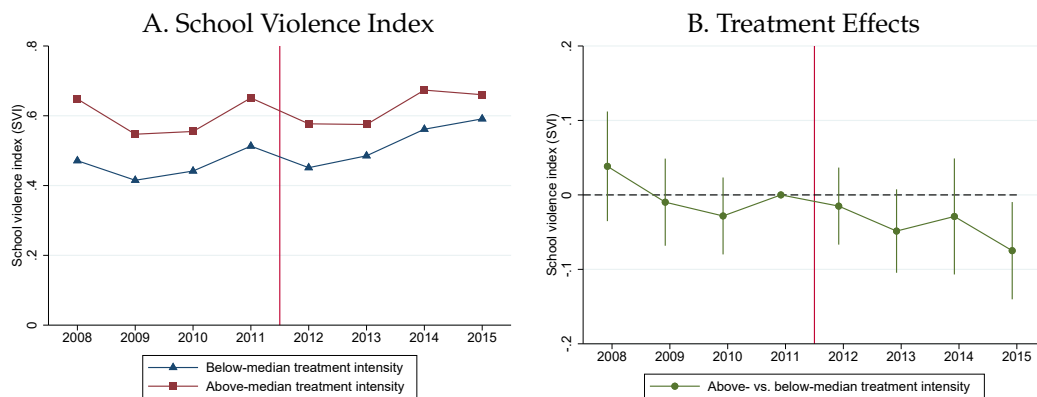 A. School Violence Index
School violence index (SVI)
.8
.6
.4
.2
0
2008 2009 2010 2011 2012 2013 2014 2015
Below-median treatment intensity
Above-median treatment intensity
B. Treatment Effects
School violence index (SVI)
.2
.1
0
-.1
-.2
2008 2009 2010 2011 2012 2013 2014 2015
Above- vs. below-median treatment intensity